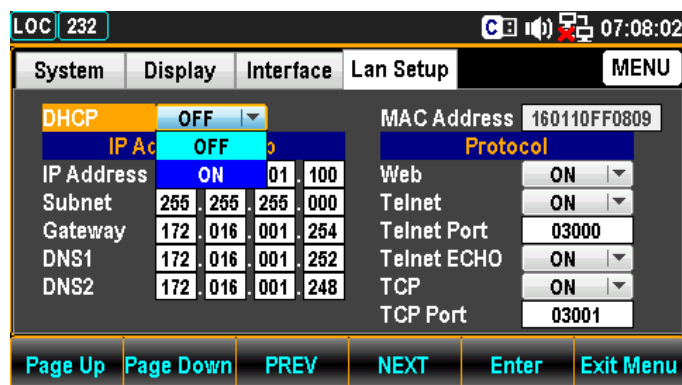 LOC 232 C 07:08:02
System Display Interface Lan Setup MENU
DHCP OFF MAC Address 160110FF0809
OFF
IP Ad p Protocol
IP Address ON 01 . 100 Web ON
Subnet 255 . 255 . 255 . 000 Telnet ON
Gateway 172 . 016 . 001 . 254 Telnet Port 03000
DNS1 172 . 016 . 001 . 252 Telnet ECHO ON
DNS2 172 . 016 . 001 . 248 TCP ON
TCP Port 03001
Page Up Page Down PREV NEXT Enter Exit Menu